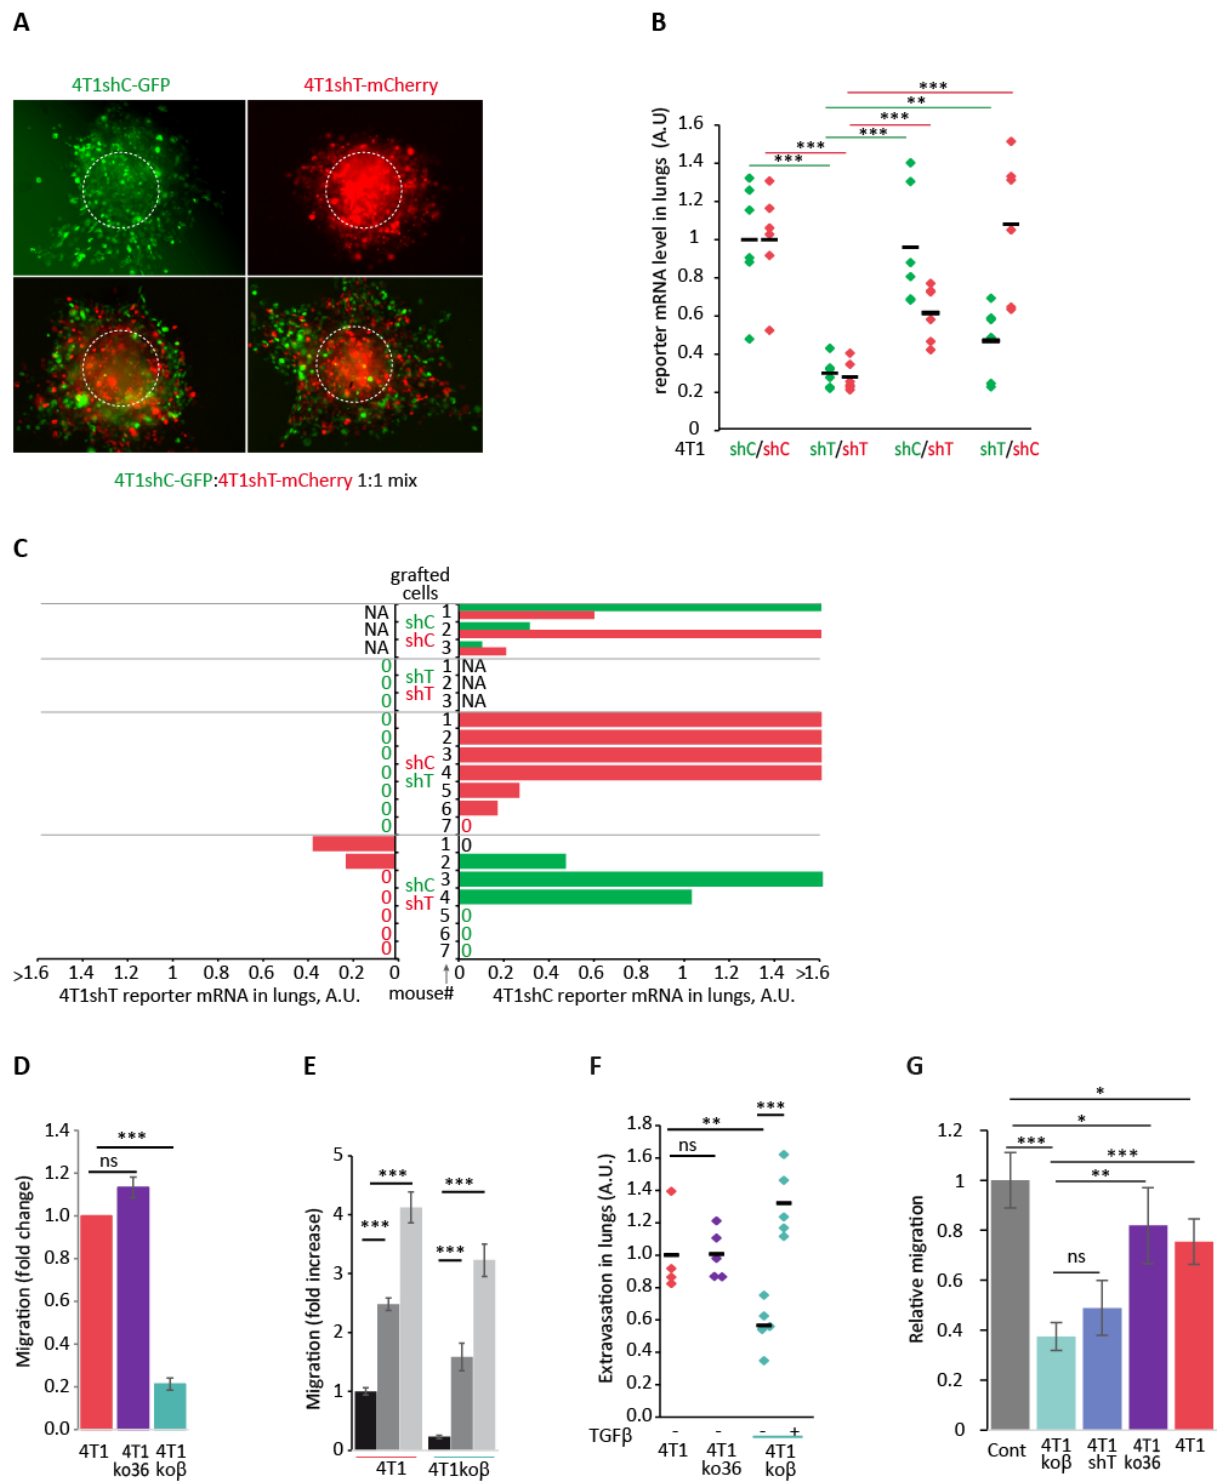 A
4T1shC-GFP
4T1shT-mCherry
4T1shC-GFP:4T1shT-mCherry 1:1 mix
B
***
**
***
***
***
***
reporter mRNA level in lungs (A.U)
1.6
1.4
1.2
1
0.8
0.6
0.4
0.2
0
4T1 shC/shC shT/shT shC/shT shT/shC
C
grafted
cells
NA 1
NA shC 2
NA shC 3
0 1 NA
0 shT 2 NA
0 shT 3 NA
0 1
0 2
0 shC 3
0 shT 4
0 5
0 6
0 7 0
1 0
2
0 shC 3
0 shT 4
0 5 0
0 6 0
0 7 0
>1.6 1.4 1.2 1 0.8 0.6 0.4 0.2 0
0 0.2 0.4 0.6 0.8 1 1.2 1.4 >1.6
4T1shT reporter mRNA in lungs, A.U.
mouse#
4T1shC reporter mRNA in lungs, A.U.
D
Migration (fold change)
1.4
1.2
1.0
0.8
0.6
0.4
0.2
0.0
***
ns
4T1
4T1
ko36
4T1
koβ
E
Migration (fold increase)
5
4
3
2
1
0
***
***
***
***
4T1
4T1koβ
F
Extravasation in lungs (A.U.)
1.8
1.6
1.4
1.2
1.0
0.8
0.6
0.4
0.2
0.0
***
**
ns
TGFβ - - - +
4T1
4T1
ko36
4T1
koβ
G
Relative migration
1.2
1
0.8
0.6
0.4
0.2
0
*
*
***
***
**
ns
Cont
4T1
koβ
4T1
shT
4T1
ko36
4T1